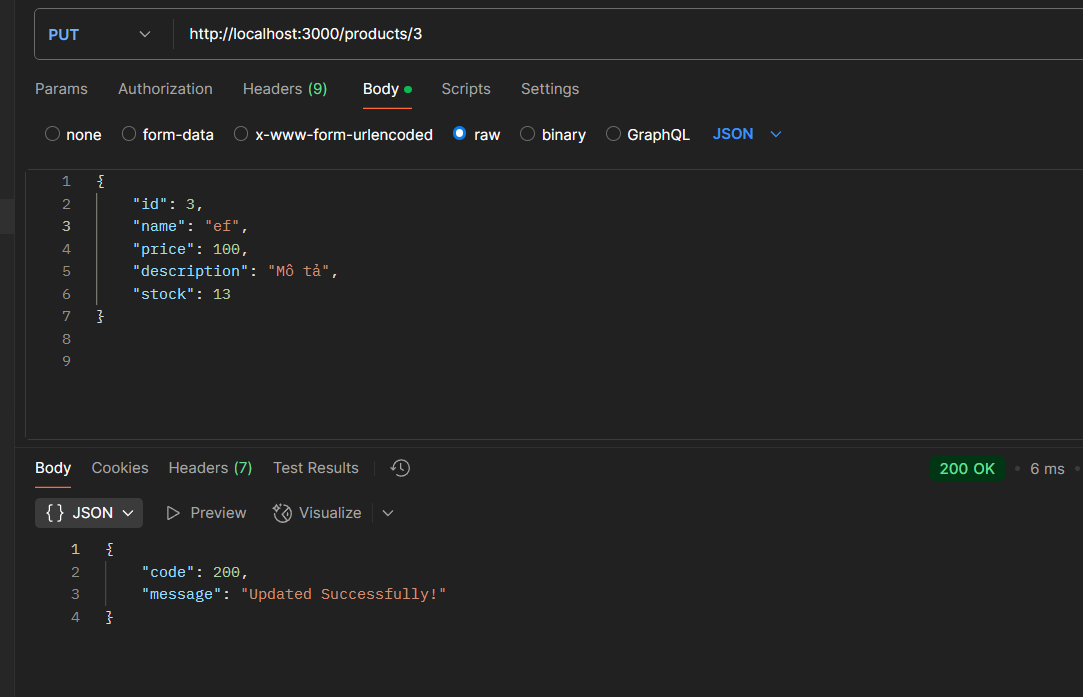 PUT http://localhost:3000/products/3
Params Authorization Headers (9) Body Scripts Settings
none form-data x-www-form-urlencoded raw binary GraphQL JSON
1 {
2 "id": 3,
3 "name": "ef",
4 "price": 100,
5 "description": "Mô tả",
6 "stock": 13
7 }
8
9
Body Cookies Headers (7) Test Results 200 OK • 6 ms •
{} JSON Preview Visualize
1 {
2 "code": 200,
3 "message": "Updated Successfully!"
4 }